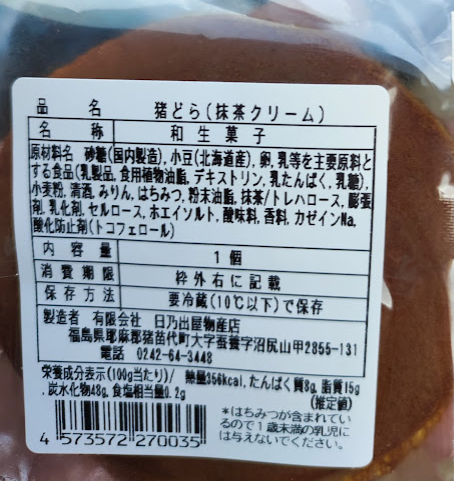 品名 猪どら(抹茶クリーム)
名称 和生菓子
原材料名 砂糖(国内製造), 小豆(北海道産), 卵, 乳等を主要原料と
する食品(乳製品, 食用植物油脂, デキストリン, 乳たんぱく, 乳糖),
小麦粉, 清酒, みりん, はちみつ, 粉末油脂, 抹茶/トレハロース, 膨張
剤, 乳化剤, セルロース, ホエイソルト, 酸味料, 香料, カゼインNa,
酸化防止剤(トコフェロール)
内容量 1個
消費期限 枠外右に記載
保存方法 要冷蔵(10℃以下)で保存
製造者 有限会社 日乃出屋物産店
福島県耶麻郡猪苗代町大字蚕養字沼尻山甲2855-131
電話 0242-64-3448
栄養成分表示(100g当たり)/ 熱量356kcal, たんぱく質8g, 脂質15g
, 炭水化物48g, 食塩相当量0.2g
(推定値)
*はちみつが含まれてい
るので1歳未満の乳児に
は与えないでください。
4 573572 270035